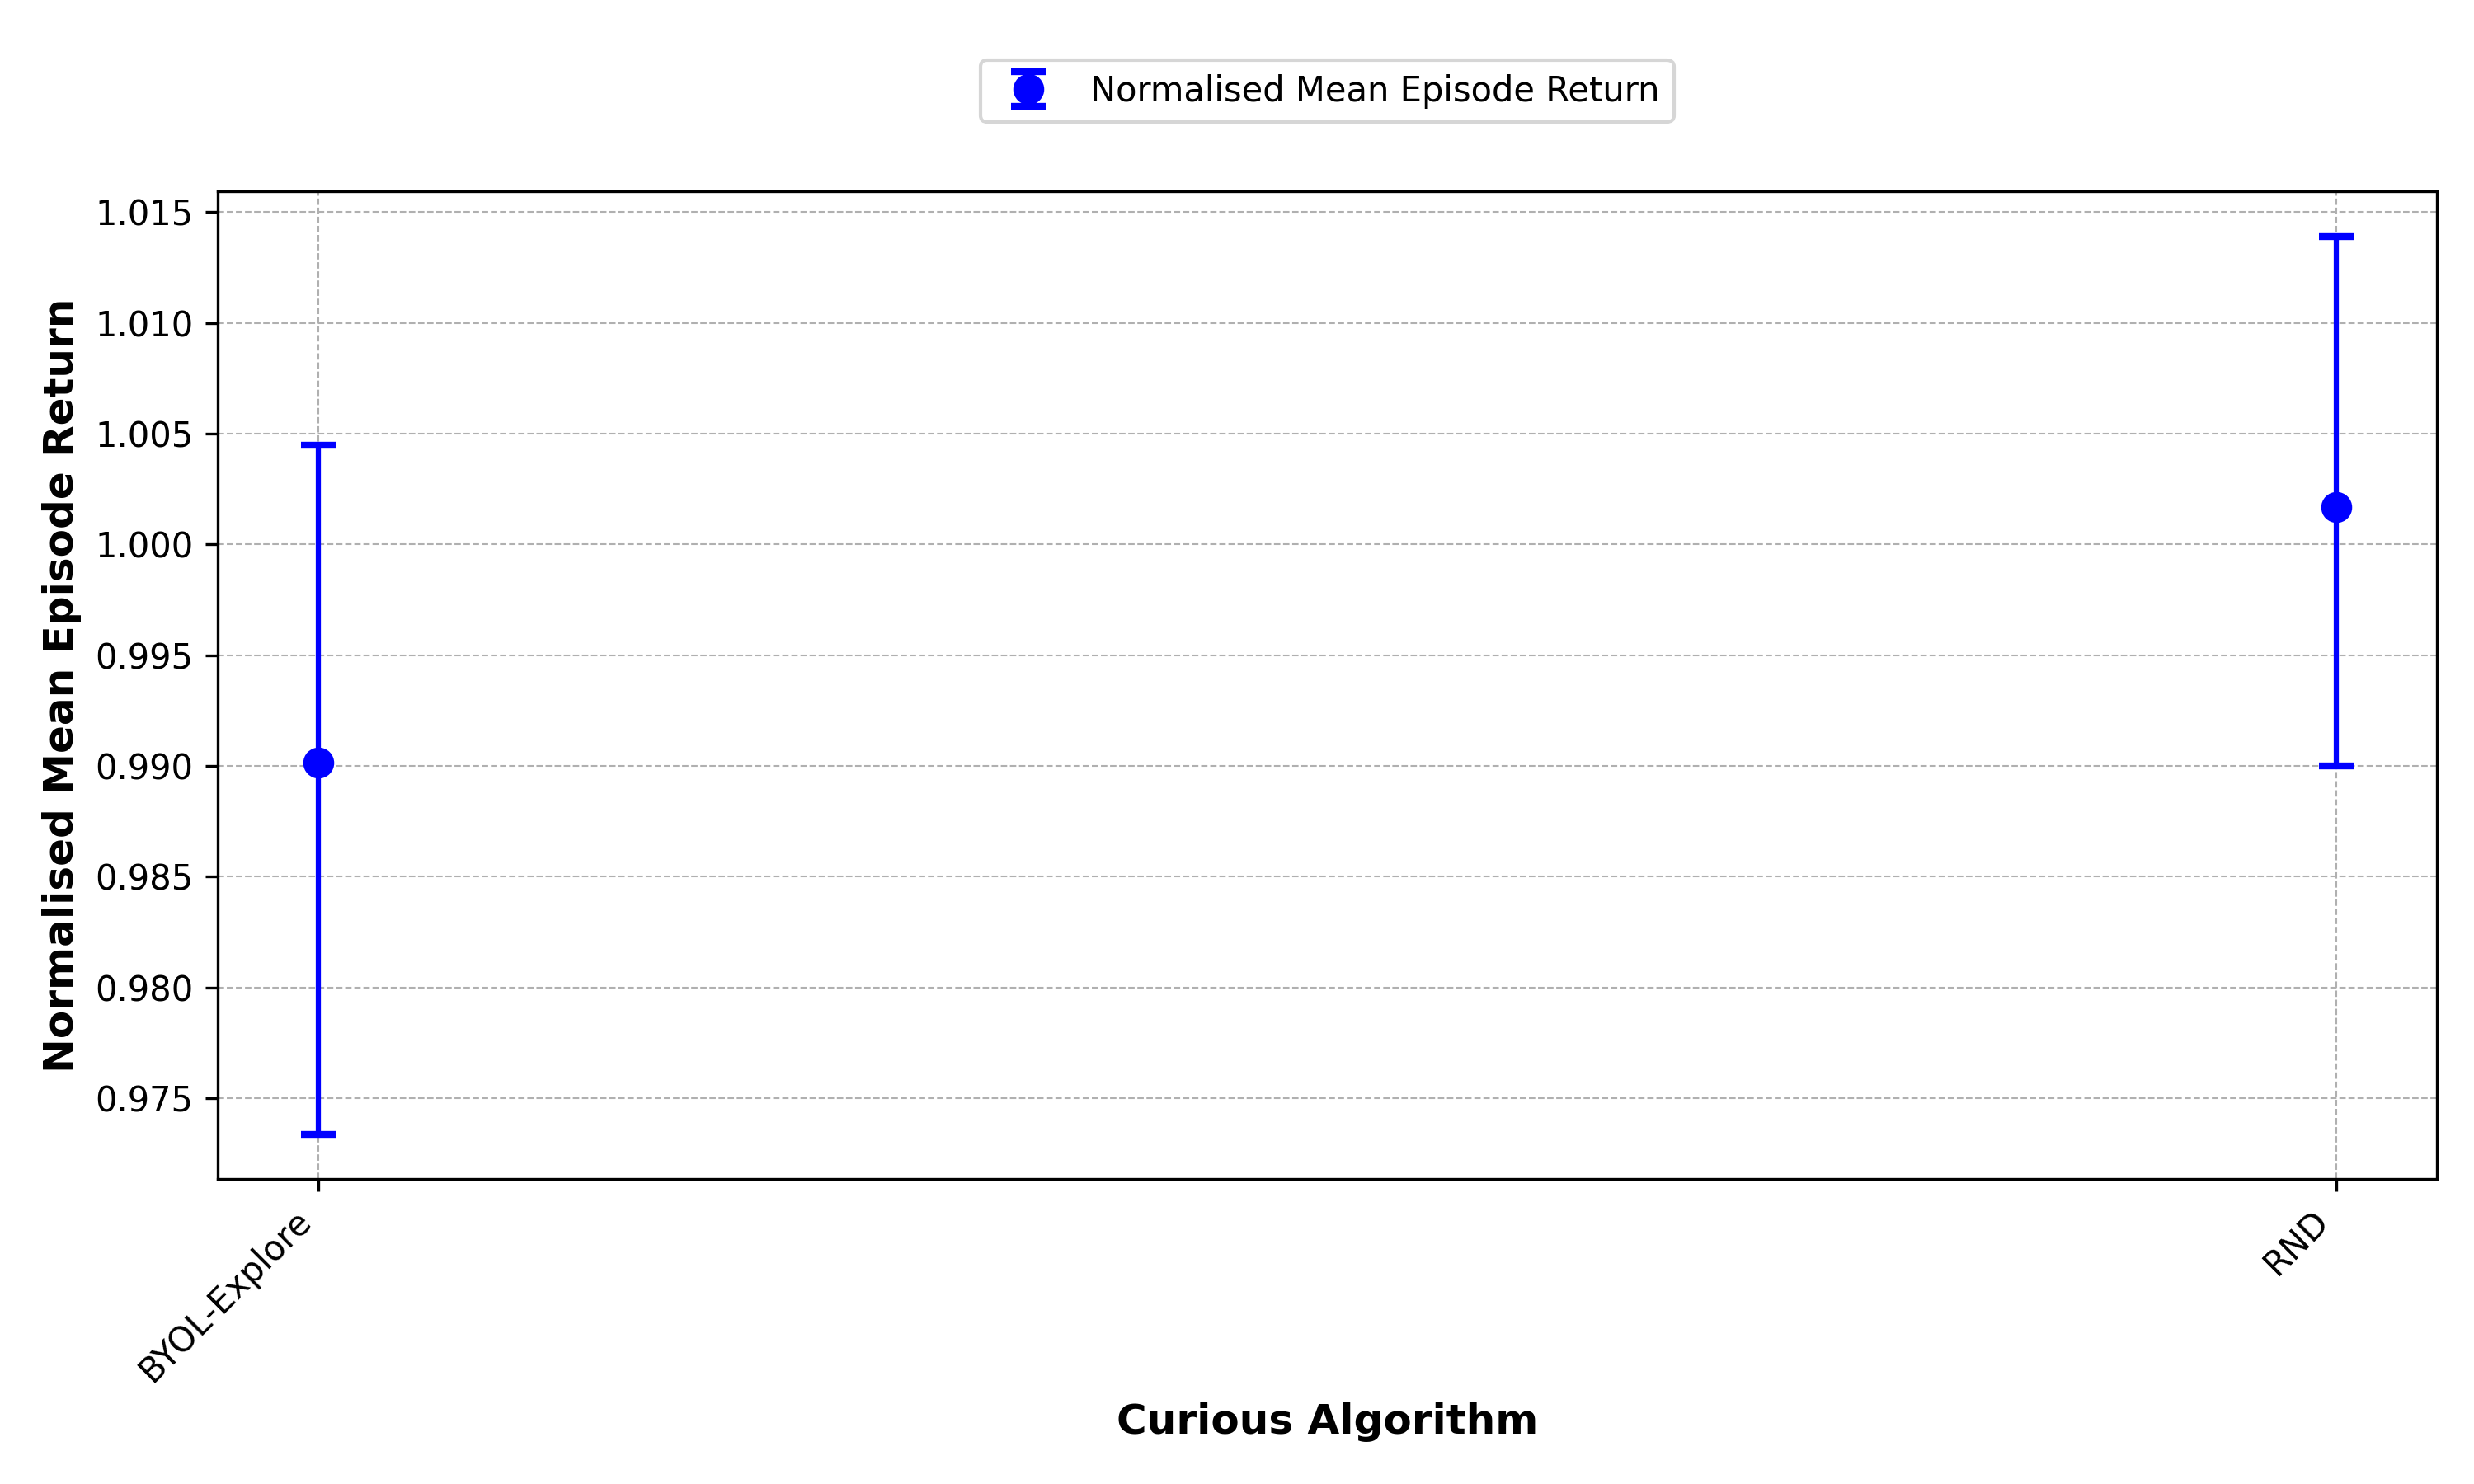 Normalised Mean Episode Return
Normalised Mean Episode Return
1.015
1.010
1.005
1.000
0.995
0.990
0.985
0.980
0.975
BYOL-Explore
RND
Curious Algorithm